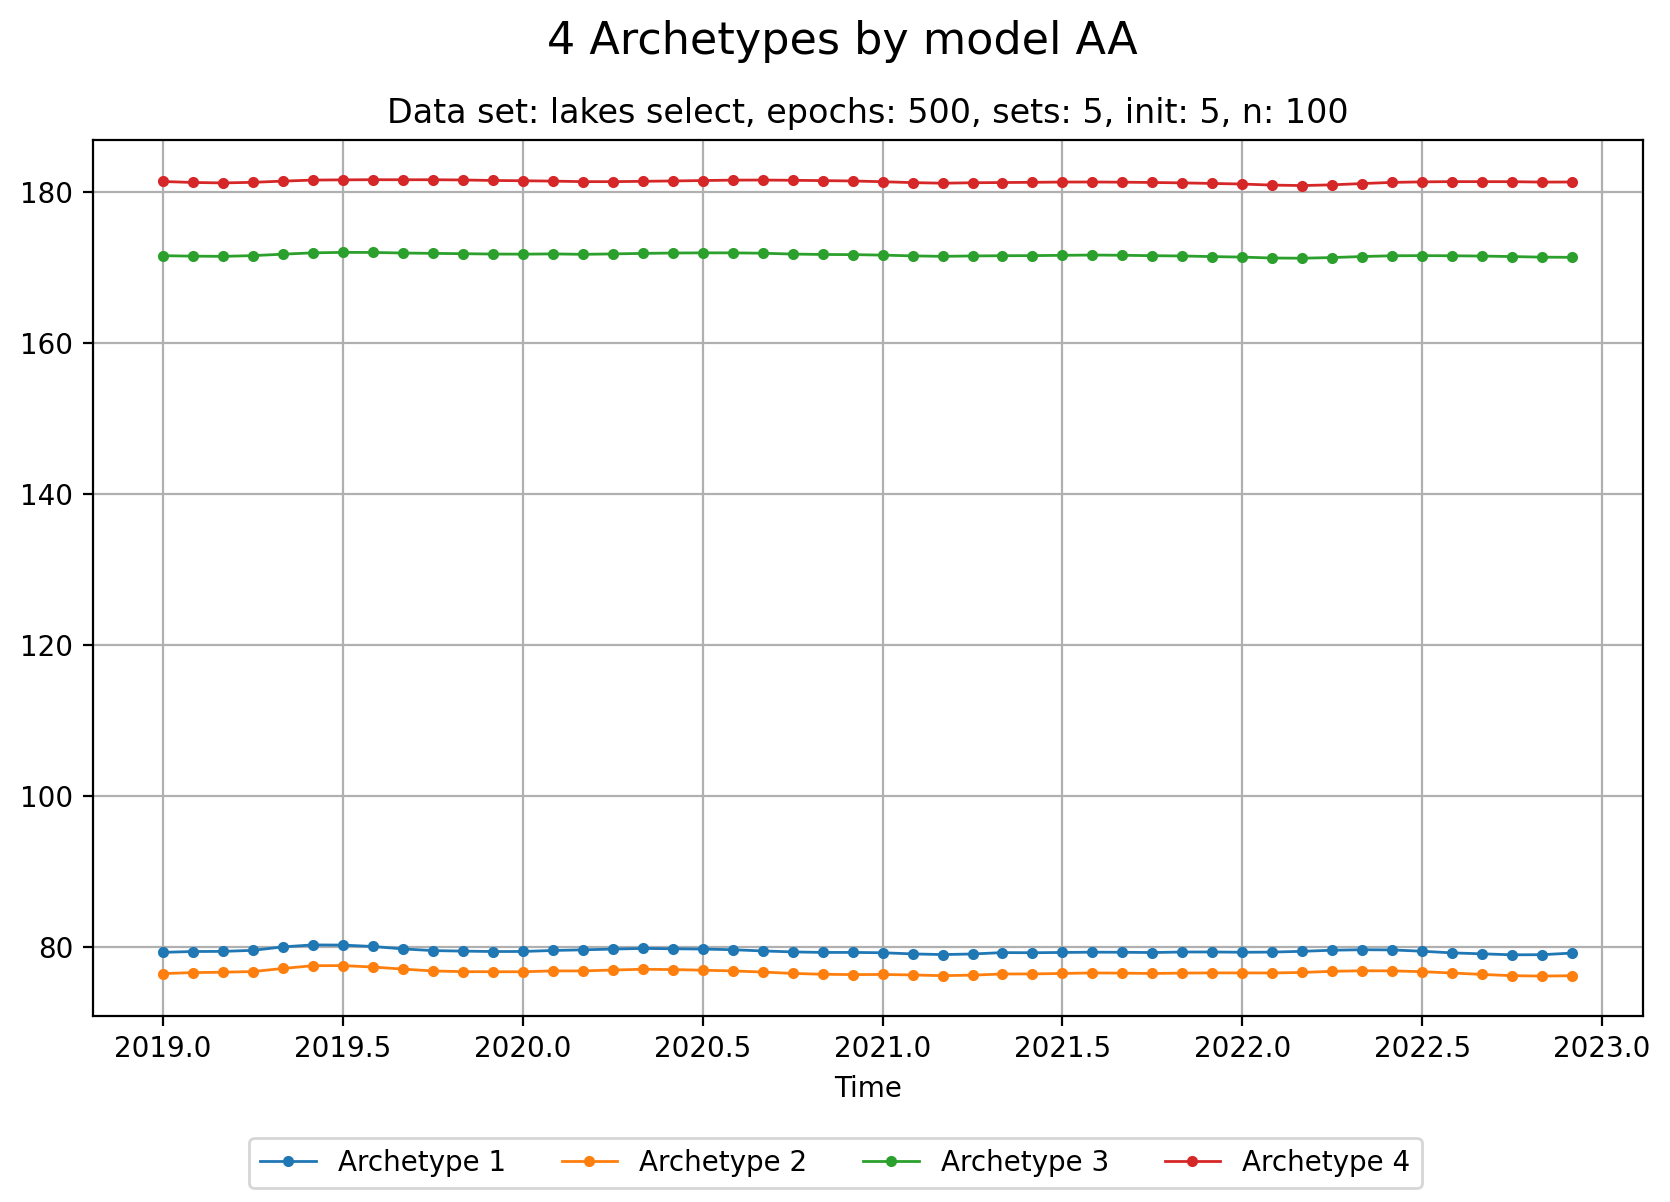 4 Archetypes by model AA
Data set: lakes select, epochs: 500, sets: 5, init: 5, n: 100
180
160
140
120
100
80
2019.0 2019.5 2020.0 2020.5 2021.0 2021.5 2022.0 2022.5 2023.0
Time
Archetype 1 Archetype 2 Archetype 3 Archetype 4